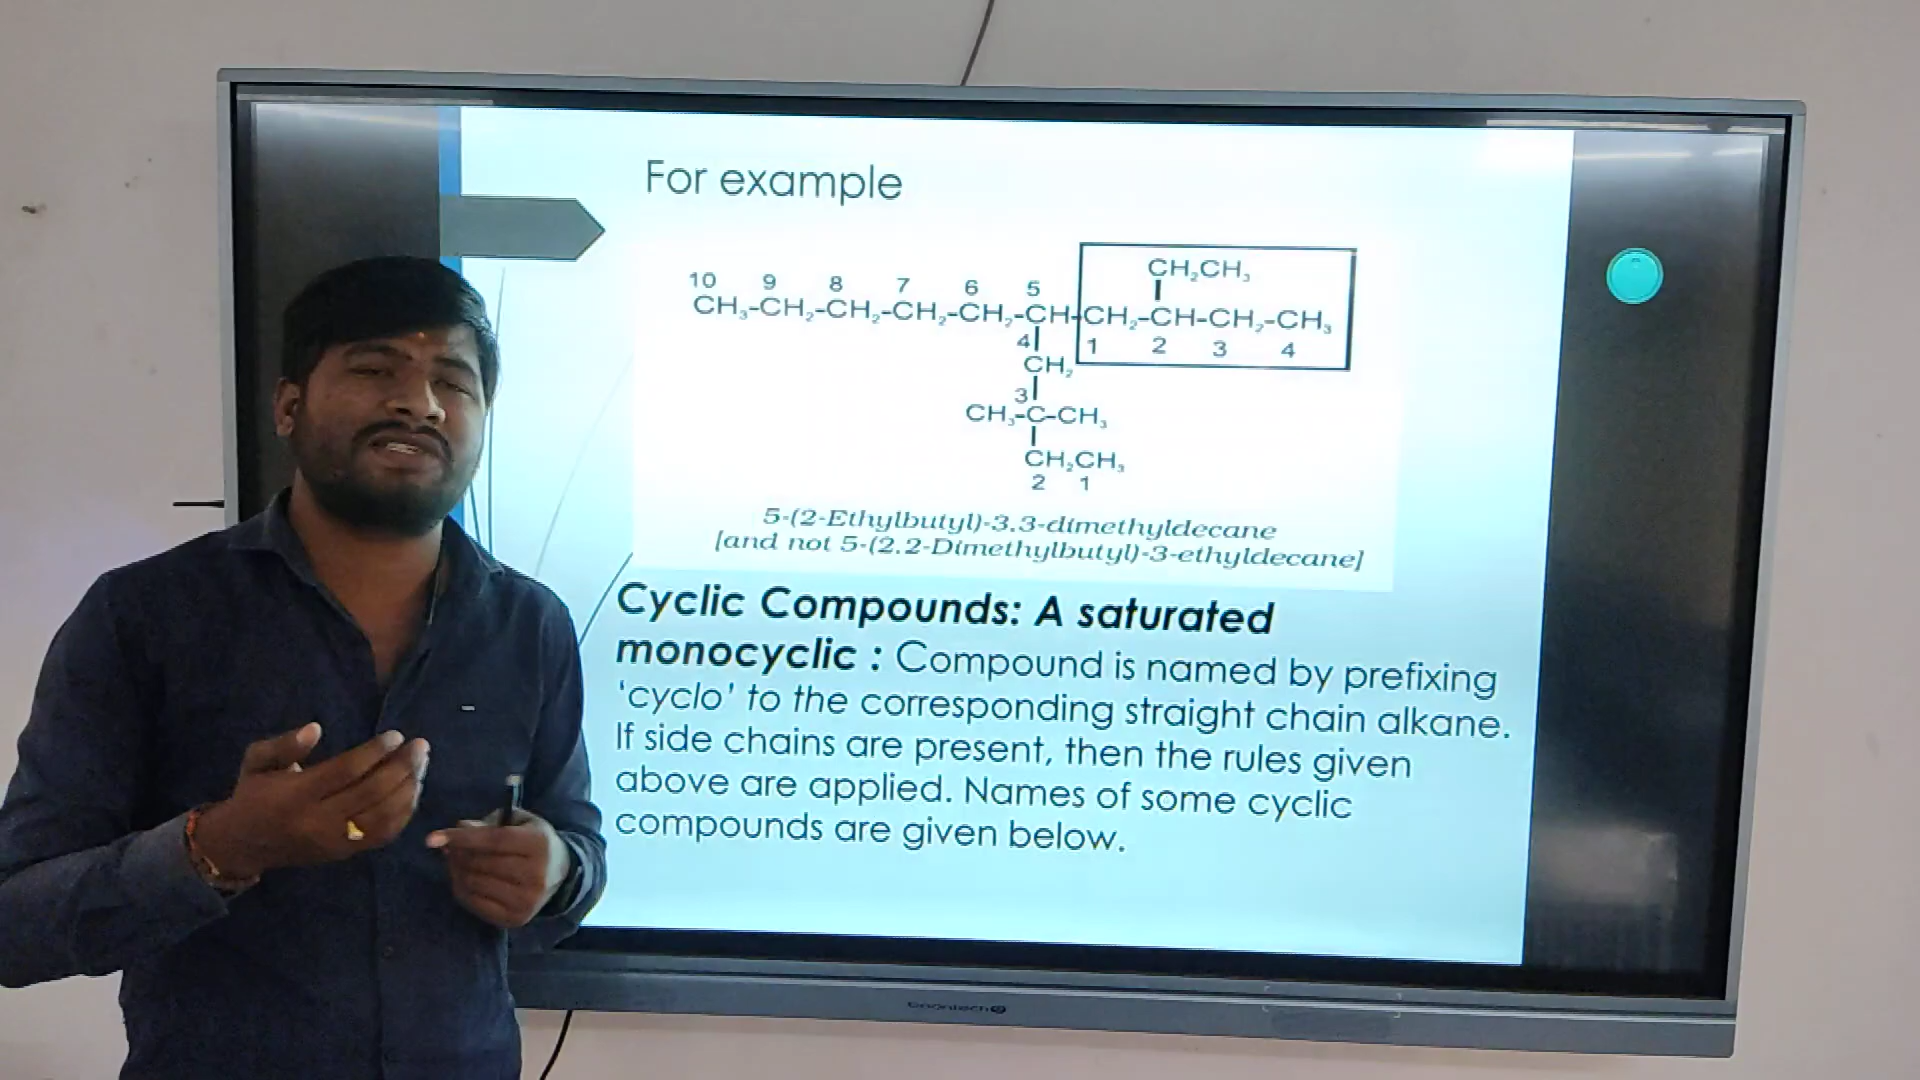 For example
CH₂CH₃
10 9 8 7 6 5
CH₃-CH₂-CH₂-CH₂-CH₂-CH-CH₂-CH-CH₂-CH₃
4 1 2 3 4
CH₂
3
CH₃-C-CH₃
CH₂CH₃
2 1
5-(2-Ethylbutyl)-3,3-dimethyldecane
[and not 5-(2,2-Dimethylbutyl)-3-ethyldecane]
Cyclic Compounds: A saturated
monocyclic : Compound is named by prefixing
‘cyclo’ to the corresponding straight chain alkane.
If side chains are present, then the rules given
above are applied. Names of some cyclic
compounds are given below.